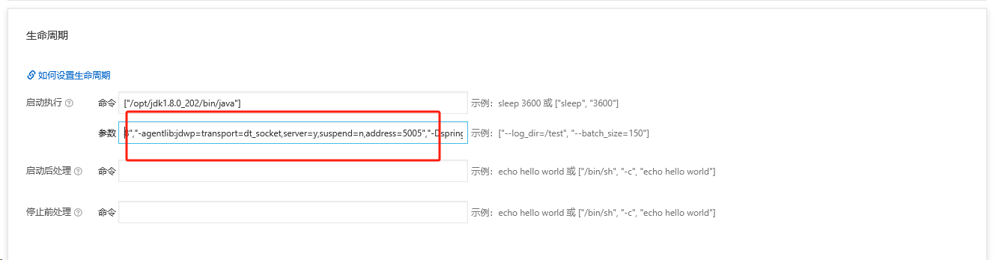 生命周期
如何设置生命周期
启动执行 命令 ["/opt/jdk1.8.0_202/bin/java"] 示例：sleep 3600 或 ["sleep", "3600"]
参数 ","-agentlib:jdwp=transport=dt_socket,server=y,suspend=n,address=5005","-Dspring 示例：["--log_dir=/test", "--batch_size=150"]
启动后处理 命令 示例：echo hello world 或 ["/bin/sh", "-c", "echo hello world"]
停止前处理 命令 示例：echo hello world 或 ["/bin/sh", "-c", "echo hello world"]